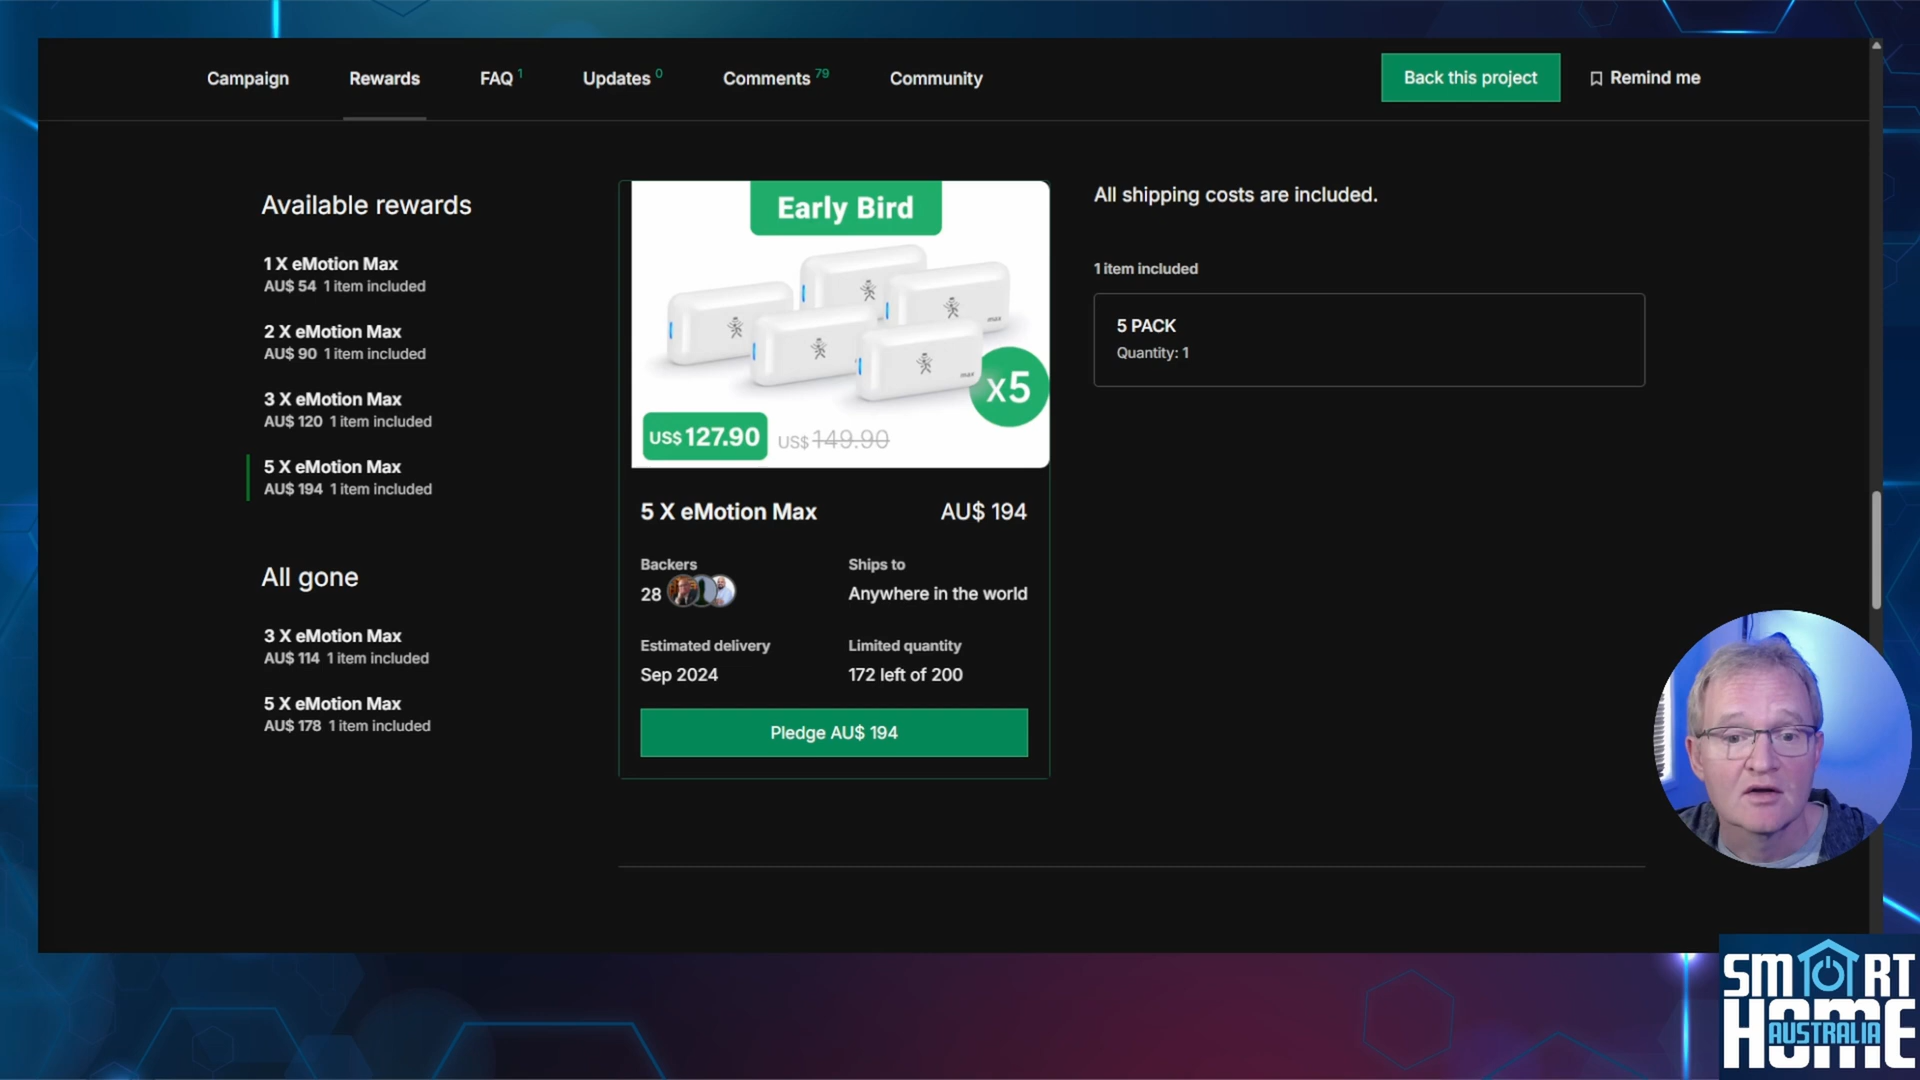 Campaign
Rewards
FAQ 1
Updates 0
Comments 79
Community
Back this project
Remind me
Available rewards
1 X eMotion Max
AU$ 54 1 item included
2 X eMotion Max
AU$ 90 1 item included
3 X eMotion Max
AU$ 120 1 item included
5 X eMotion Max
AU$ 194 1 item included
All gone
3 X eMotion Max
AU$ 114 1 item included
5 X eMotion Max
AU$ 178 1 item included
Early Bird
max
max
x5
US$ 127.90 US$ 149.90
5 X eMotion Max AU$ 194
Backers
28
Ships to
Anywhere in the world
Estimated delivery
Sep 2024
Limited quantity
172 left of 200
Pledge AU$ 194
All shipping costs are included.
1 item included
5 PACK
Quantity: 1
SMART
HOME
AUSTRALIA